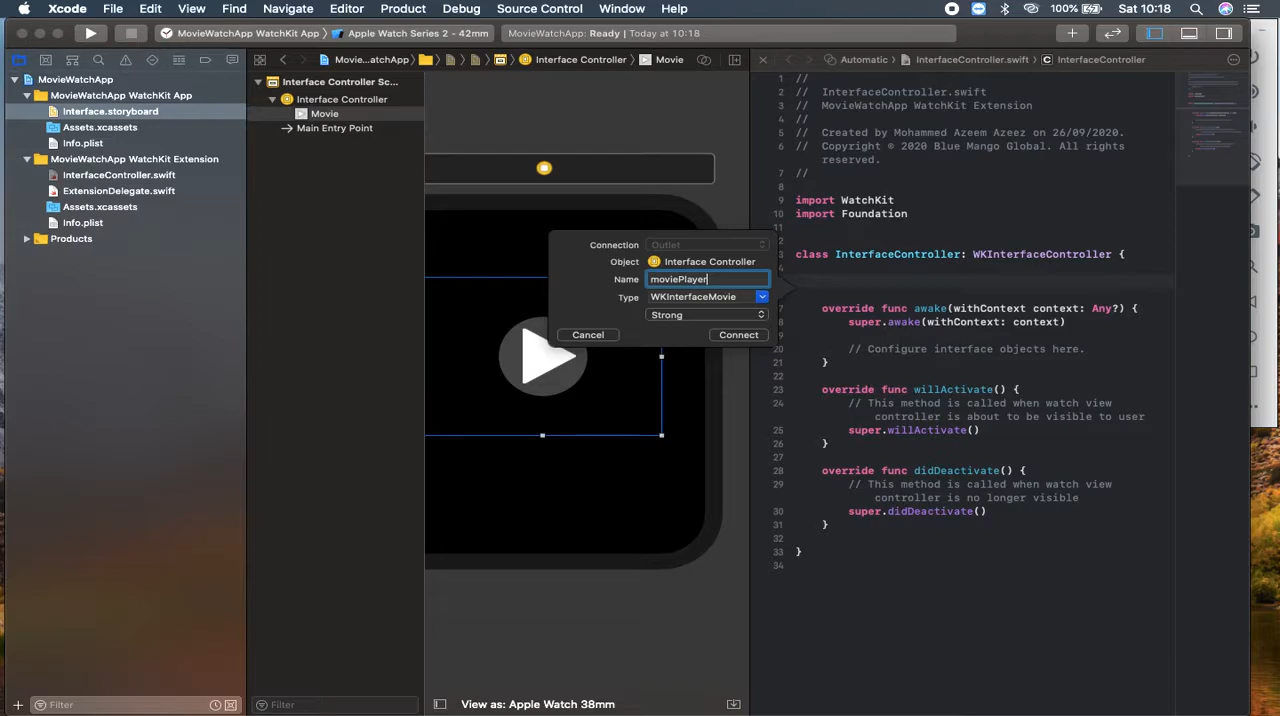 Xcode File Edit View Find Navigate Editor Product Debug Source Control Window Help 100% Sat 10:18
MovieWatchApp WatchKit App Apple Watch Series 2 - 42mm MovieWatchApp: Ready | Today at 10:18
Movie...atchApp Interface Controller Movie Automatic InterfaceController.swift InterfaceController
MovieWatchApp
MovieWatchApp WatchKit App
Interface.storyboard
Assets.xcassets
Info.plist
MovieWatchApp WatchKit Extension
InterfaceController.swift
ExtensionDelegate.swift
Assets.xcassets
Info.plist
Products
Filter
Interface Controller Sc...
Interface Controller
Movie
Main Entry Point
Filter
Connection Outlet
Object Interface Controller
Name moviePlayer
Type WKInterfaceMovie
Strong
Cancel Connect
View as: Apple Watch 38mm
1 //
2 // InterfaceController.swift
3 // MovieWatchApp WatchKit Extension
4 //
5 // Created by Mohammed Azeem Azeez on 26/09/2020.
6 // Copyright © 2020 Blue Mango Global. All rights
reserved.
7 //
8
9 import WatchKit
10 import Foundation
11
3 class InterfaceController: WKInterfaceController {
4
7 override func awake(withContext context: Any?) {
8 super.awake(withContext: context)
20 // Configure interface objects here.
21 }
22
23 override func willActivate() {
24 // This method is called when watch view
controller is about to be visible to user
25 super.willActivate()
26 }
27
28 override func didDeactivate() {
29 // This method is called when watch view
controller is no longer visible
30 super.didDeactivate()
31 }
32
33 }
34